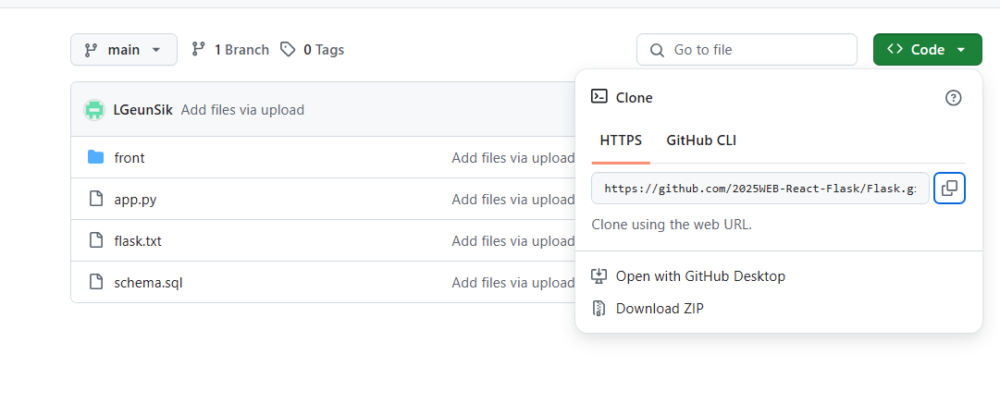 main 1 Branch 0 Tags Go to file Code
LGeunSik Add files via upload
front Add files via upload
app.py Add files via upload
flask.txt Add files via upload
schema.sql Add files via upload
Clone
HTTPS GitHub CLI
https://github.com/2025WEB-React-Flask/Flask.gi
Clone using the web URL.
Open with GitHub Desktop
Download ZIP